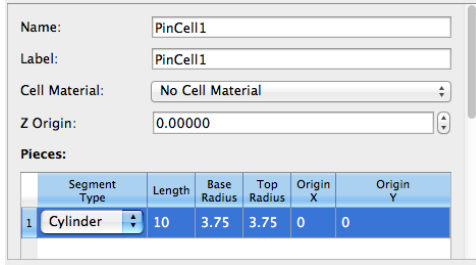 Name: PinCell1
Label: PinCell1
Cell Material: No Cell Material
Z Origin: 0.00000
Pieces:
Segment Type Length Base Radius Top Radius Origin X Origin Y
1 Cylinder 10 3.75 3.75 0 0